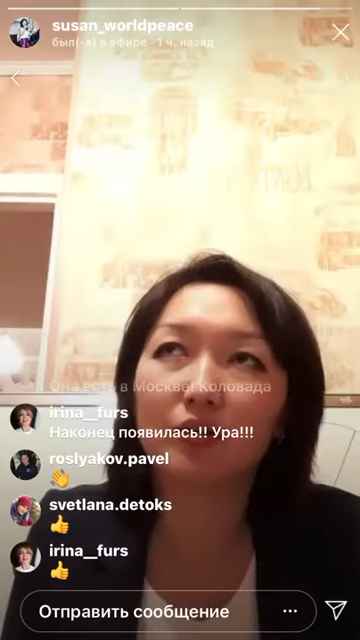 susan_worldpeace
был(-а) в эфире · 1 ч. назад
Она есть в Москве! Коловада
irina__furs
Наконец появилась!! Ура!!!
roslyakov.pavel
👋
svetlana.detoks
👍
irina__furs
👍
Отправить сообщение